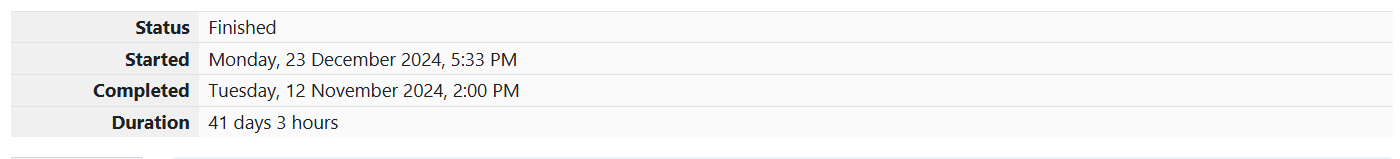 Status Finished
Started Monday, 23 December 2024, 5:33 PM
Completed Tuesday, 12 November 2024, 2:00 PM
Duration 41 days 3 hours